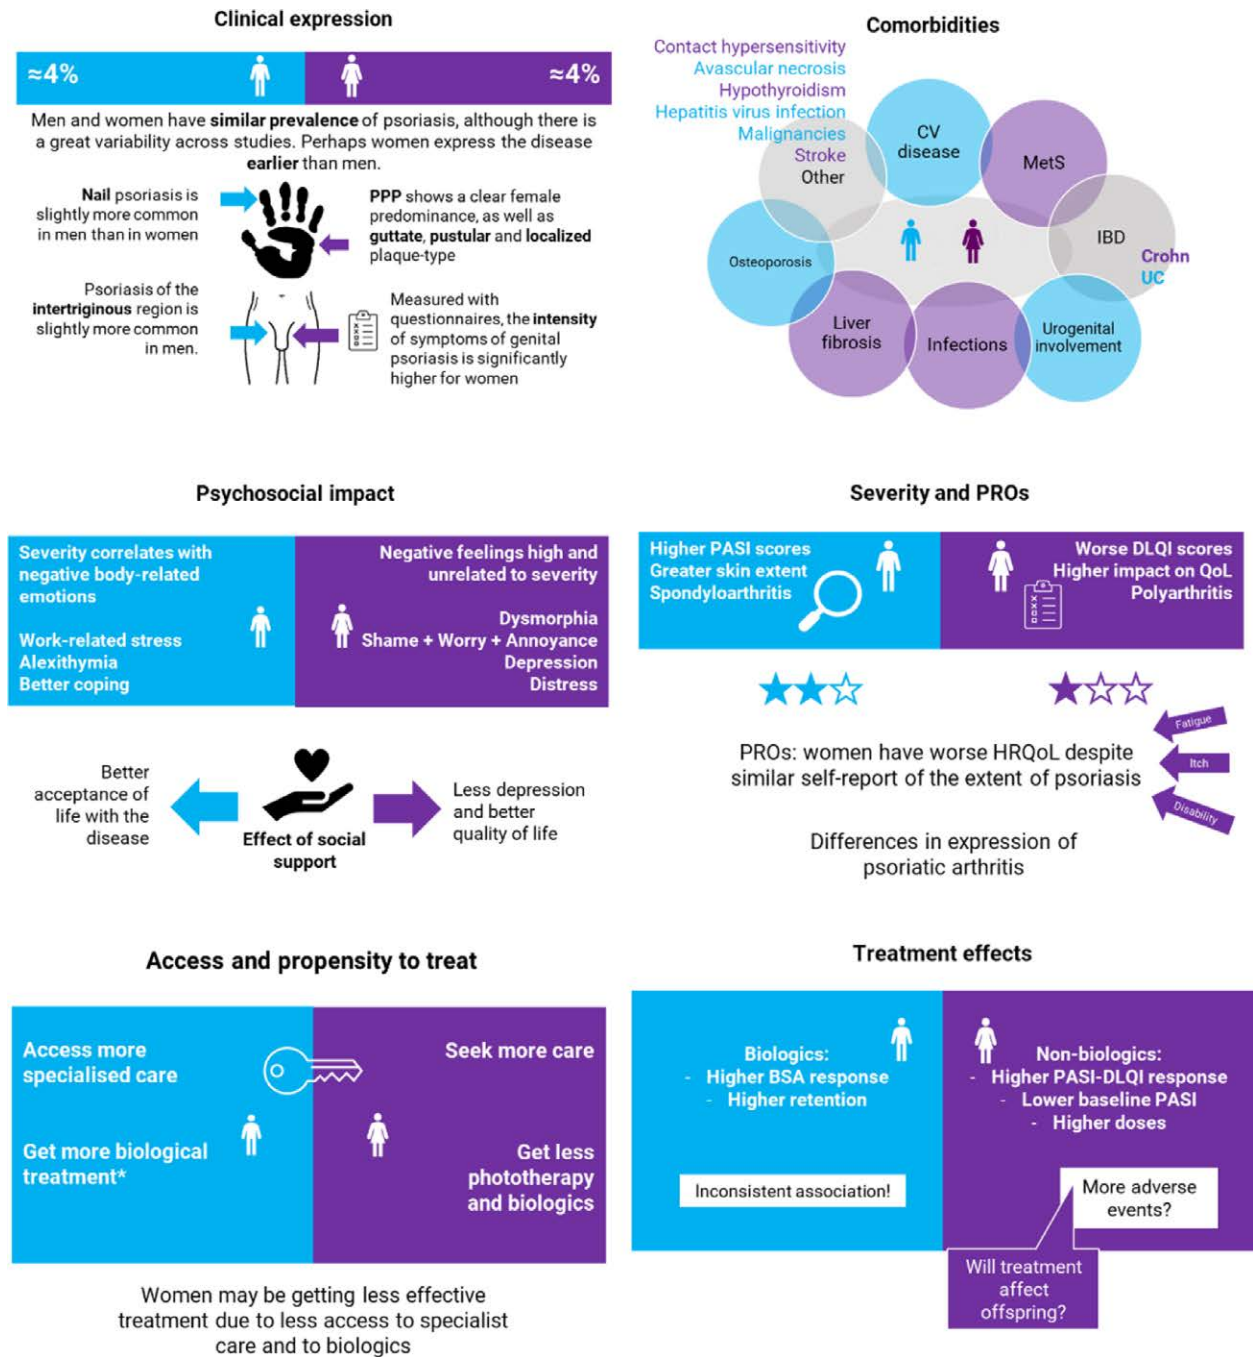 Clinical expression
≈4%
≈4%
Men and women have similar prevalence of psoriasis, although there is
a great variability across studies. Perhaps women express the disease
earlier than men.
Nail psoriasis is
slightly more common
in men than in women
PPP shows a clear female
predominance, as well as
guttate, pustular and localized
plaque-type
Psoriasis of the
intertriginous region is
slightly more common
in men.
Measured with
questionnaires, the intensity
of symptoms of genital
psoriasis is significantly
higher for women
Comorbidities
Contact hypersensitivity
Avascular necrosis
Hypothyroidism
Hepatitis virus infection
Malignancies
Stroke
Other
CV
disease
MetS
IBD
Crohn
UC
Osteoporosis
Liver
fibrosis
Infections
Urogenital
involvement
Psychosocial impact
Severity correlates with
negative body-related
emotions
Work-related stress
Alexithymia
Better coping
Negative feelings high and
unrelated to severity
Dysmorphia
Shame + Worry + Annoyance
Depression
Distress
Better
acceptance of
life with the
disease
Effect of social
support
Less depression
and better
quality of life
Severity and PROs
Higher PASI scores
Greater skin extent
Spondyloarthritis
Worse DLQI scores
Higher impact on QoL
Polyarthritis
Fatigue
Itch
Disability
PROs: women have worse HRQoL despite
similar self-report of the extent of psoriasis
Differences in expression of
psoriatic arthritis
Access and propensity to treat
Access more
specialised care
Get more biological
treatment*
Seek more care
Get less
phototherapy
and biologics
Women may be getting less effective
treatment due to less access to specialist
care and to biologics
Treatment effects
Biologics:
- Higher BSA response
- Higher retention
Inconsistent association!
Non-biologics:
- Higher PASI-DLQI response
- Lower baseline PASI
- Higher doses
More adverse
events?
Will treatment
affect
offspring?